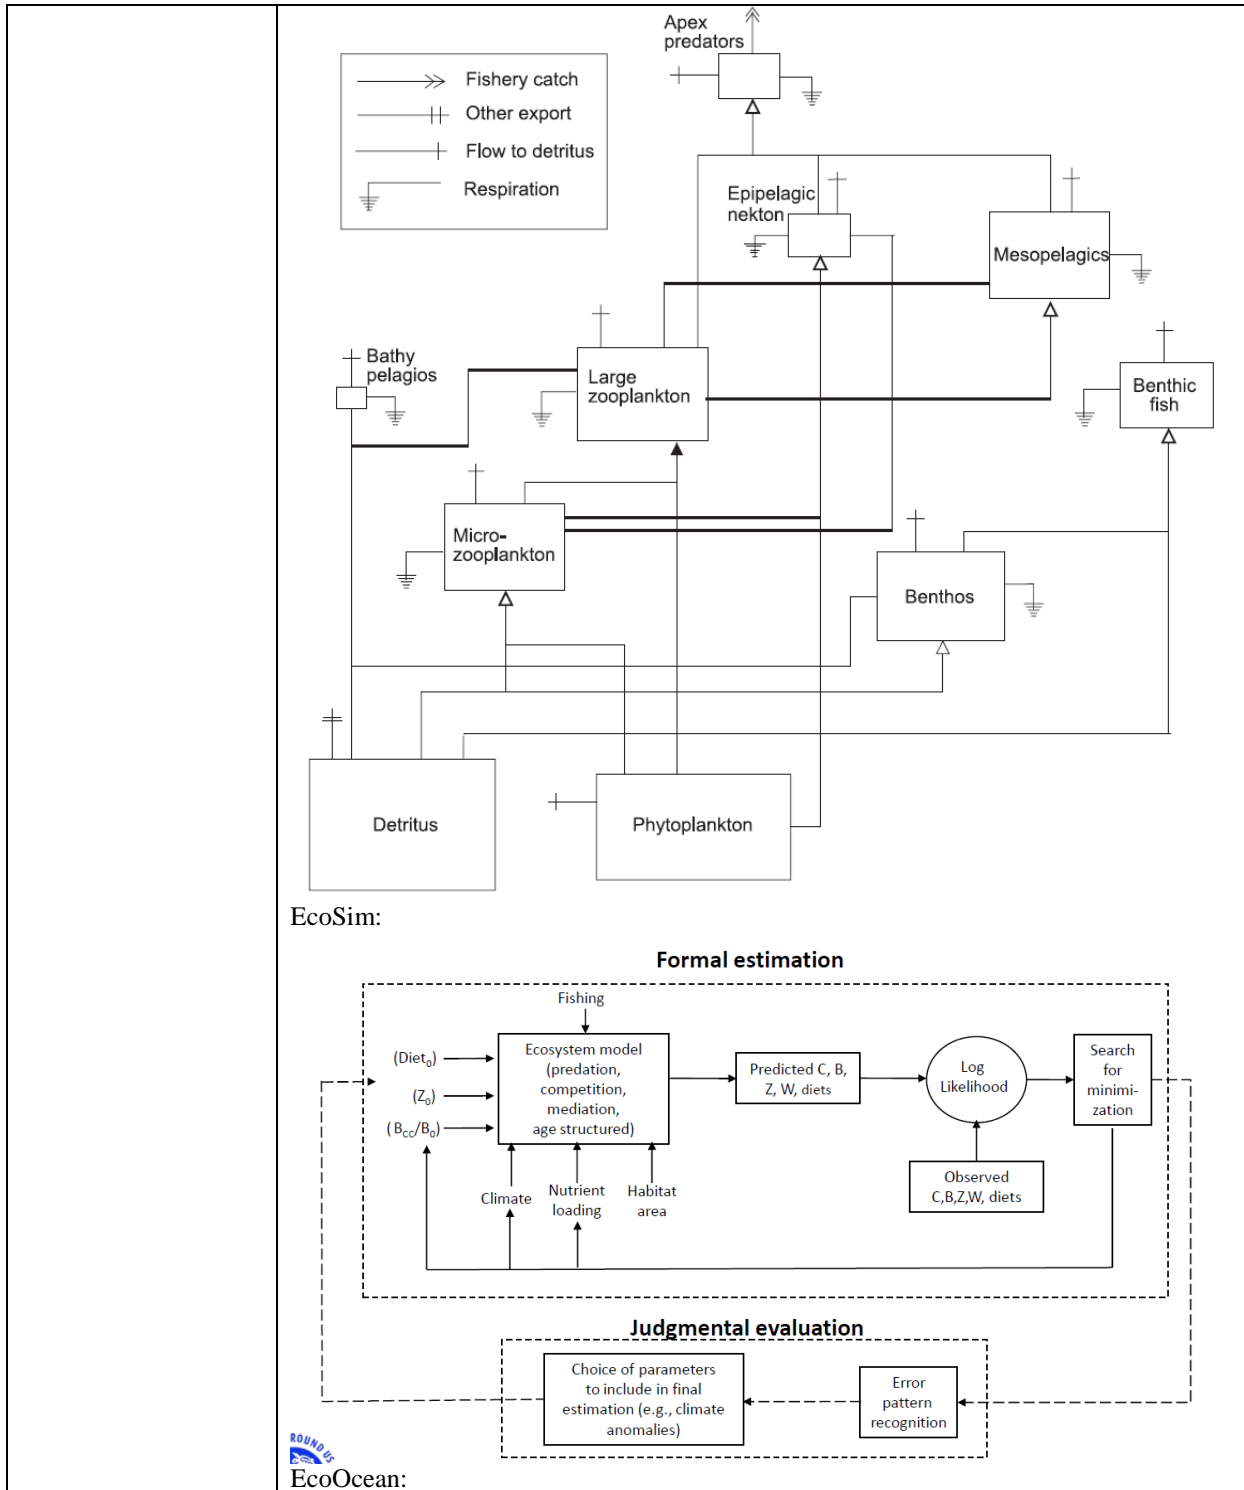 Apex
predators
Fishery catch
Other export
Flow to detritus
Respiration
Epipelagic
nekton
Mesopelagics
Bathy
pelagios
Large
zooplankton
Benthic
fish
Micro-
zooplankton
Benthos
Detritus
Phytoplankton
EcoSim:
Formal estimation
Fishing
(Diet₀)
(Z₀)
(B_cc/B₀)
Ecosystem model
(predation,
competition,
mediation,
age structured)
Predicted C, B,
Z, W, diets
Log
Likelihood
Search
for
minimi-
zation
Observed
C,B,Z,W, diets
Climate
Nutrient
loading
Habitat
area
Judgmental evaluation
Choice of parameters
to include in final
estimation (e.g., climate
anomalies)
Error
pattern
recognition
ROUND US
EcoOcean: